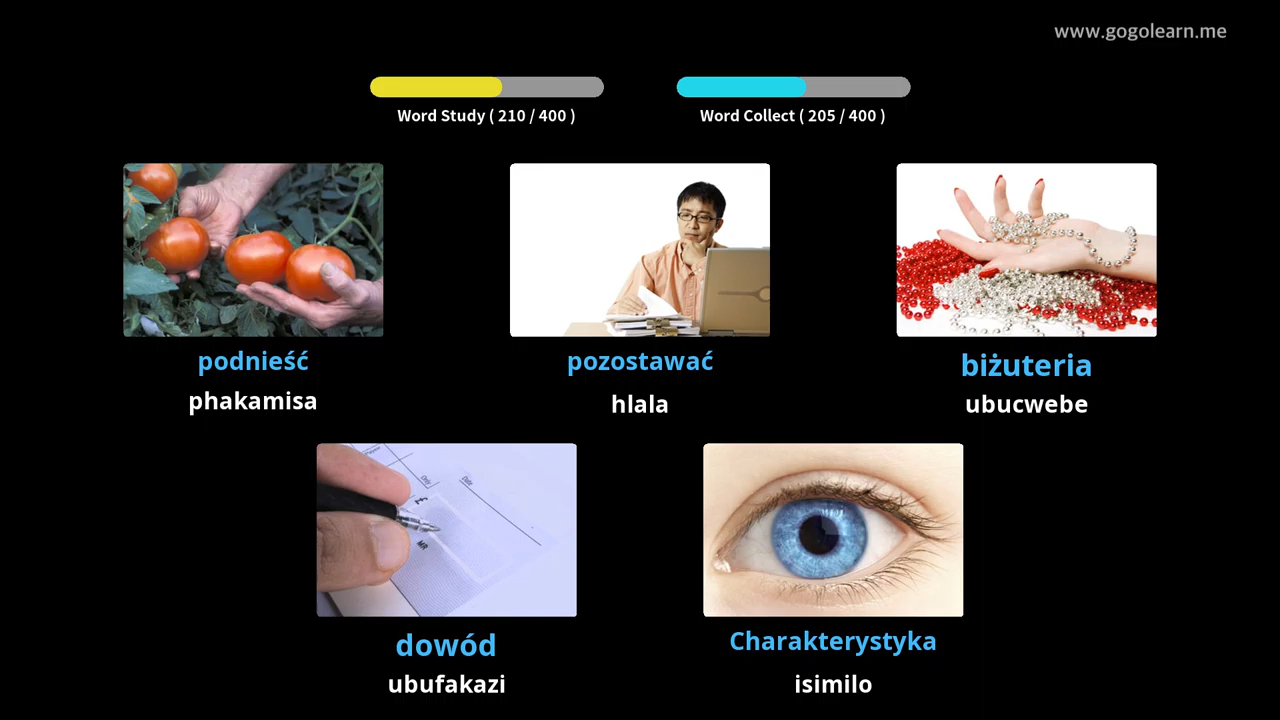 www.gogolearn.me
Word Study ( 210 / 400 )
Word Collect ( 205 / 400 )
podnieść
phakamisa
pozostawać
hlala
biżuteria
ubucwebe
dowód
ubufakazi
Charakterystyka
isimilo